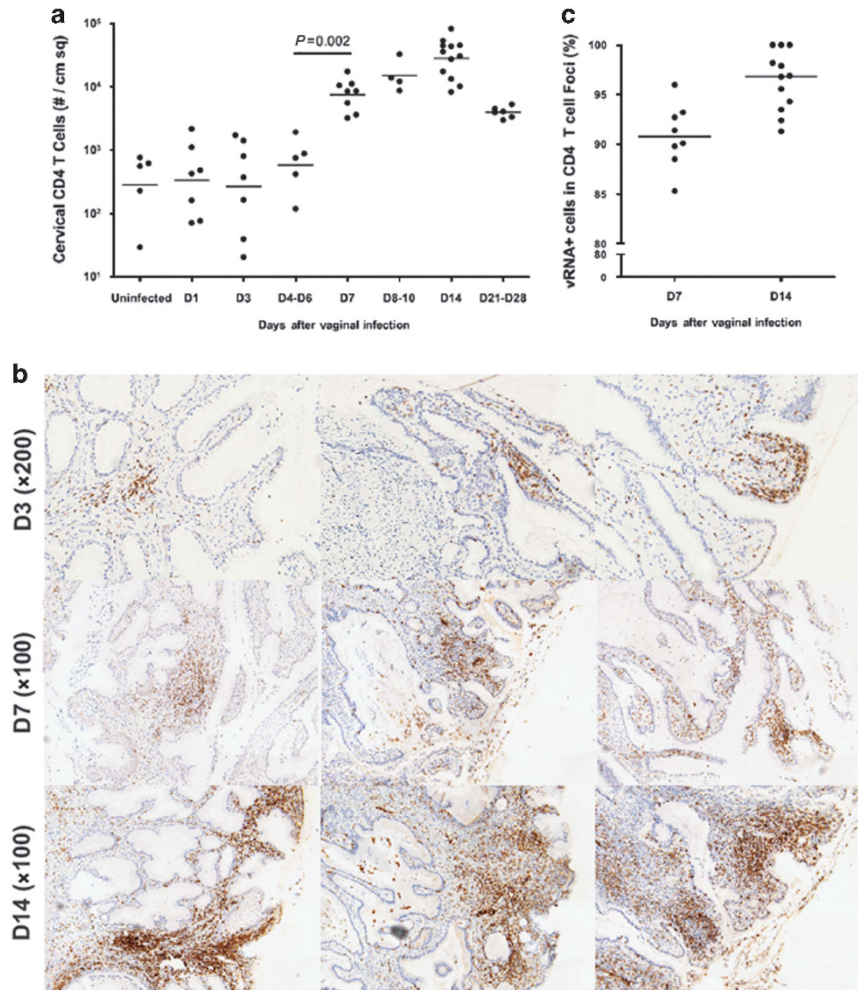 a
Cervical CD4 T Cells (# / cm sq)
10⁵
10⁴
10³
10²
10¹
P=0.002
Uninfected D1 D3 D4-D6 D7 D8-10 D14 D21-D28
Days after vaginal infection
c
vRNA+ cells in CD4 T cell Foci (%)
100
95
90
85
80
80
0
D7 D14
Days after vaginal infection
b
D3 (×200)
D7 (×100)
D14 (×100)